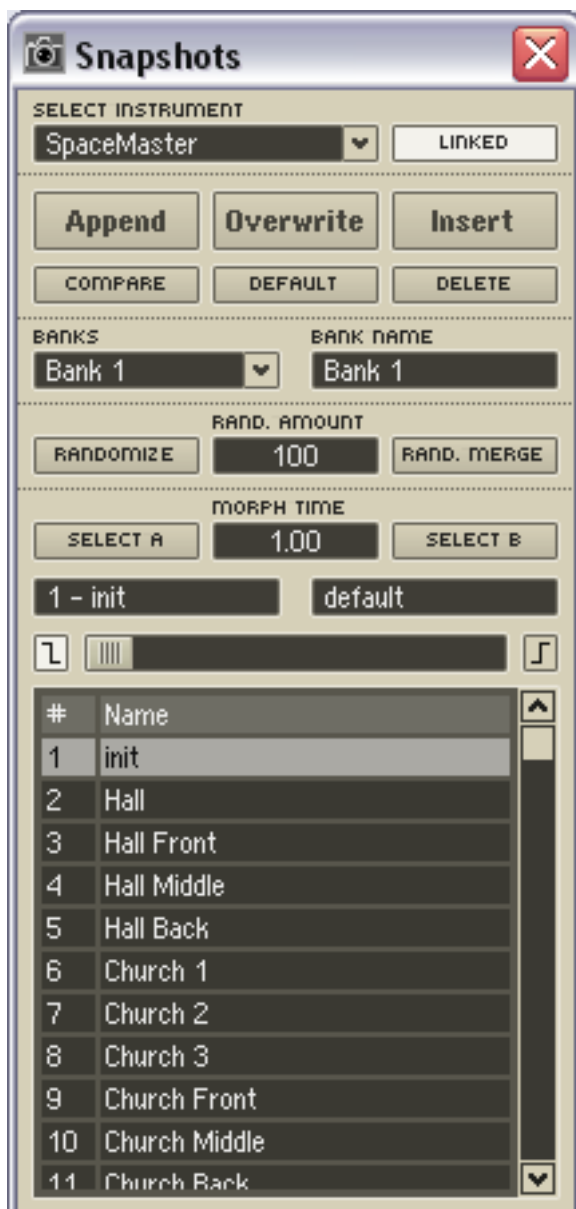 Snapshots
SELECT INSTRUMENT
SpaceMaster LINKED
Append Overwrite Insert
COMPARE DEFAULT DELETE
BANKS BANK NAME
Bank 1 Bank 1
RAND. AMOUNT
RANDOMIZE 100 RAND. MERGE
MORPH TIME
SELECT A 1.00 SELECT B
1 – init default
# Name
1 init
2 Hall
3 Hall Front
4 Hall Middle
5 Hall Back
6 Church 1
7 Church 2
8 Church 3
9 Church Front
10 Church Middle
11 Church Back